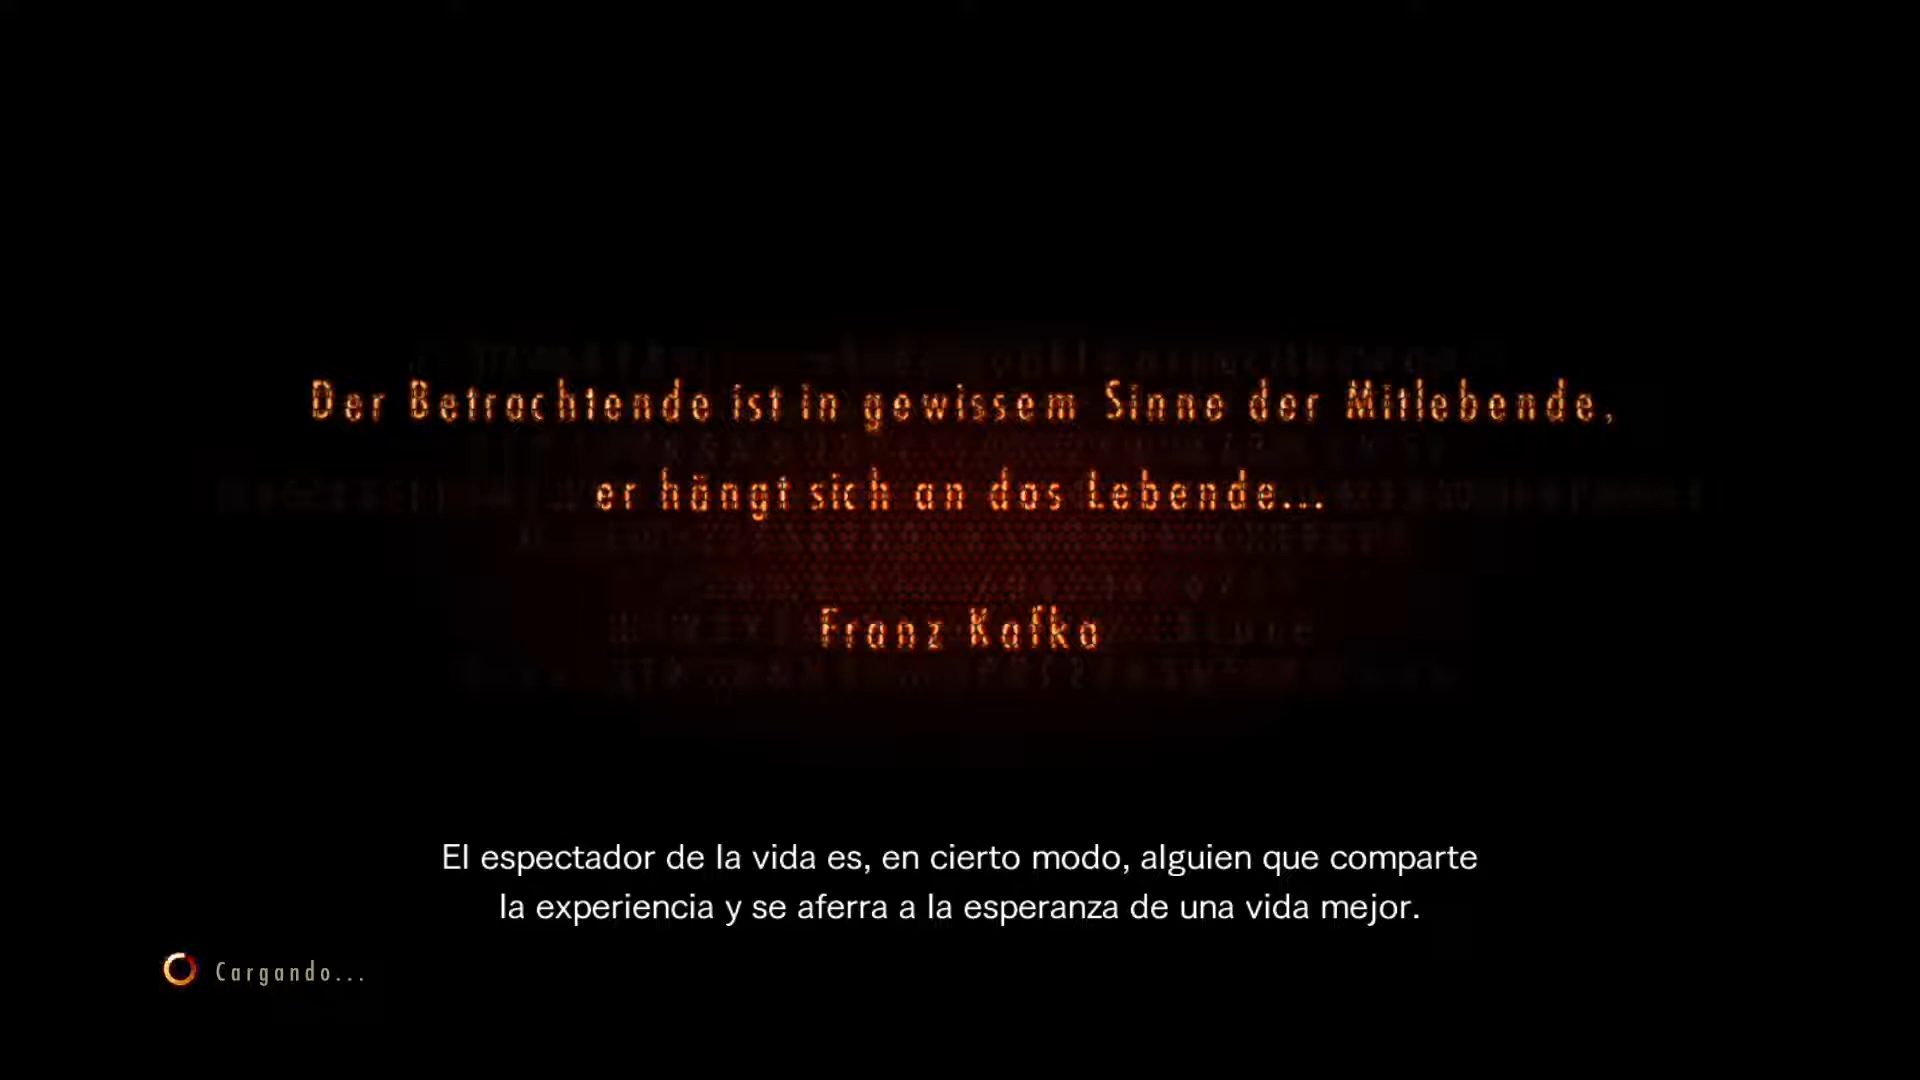 Der Betrachtende ist in gewissem Sinne der Mitlebende,
er hängt sich an das Lebende...
Franz Kafka
El espectador de la vida es, en cierto modo, alguien que comparte
la experiencia y se aferra a la esperanza de una vida mejor.
Cargando...